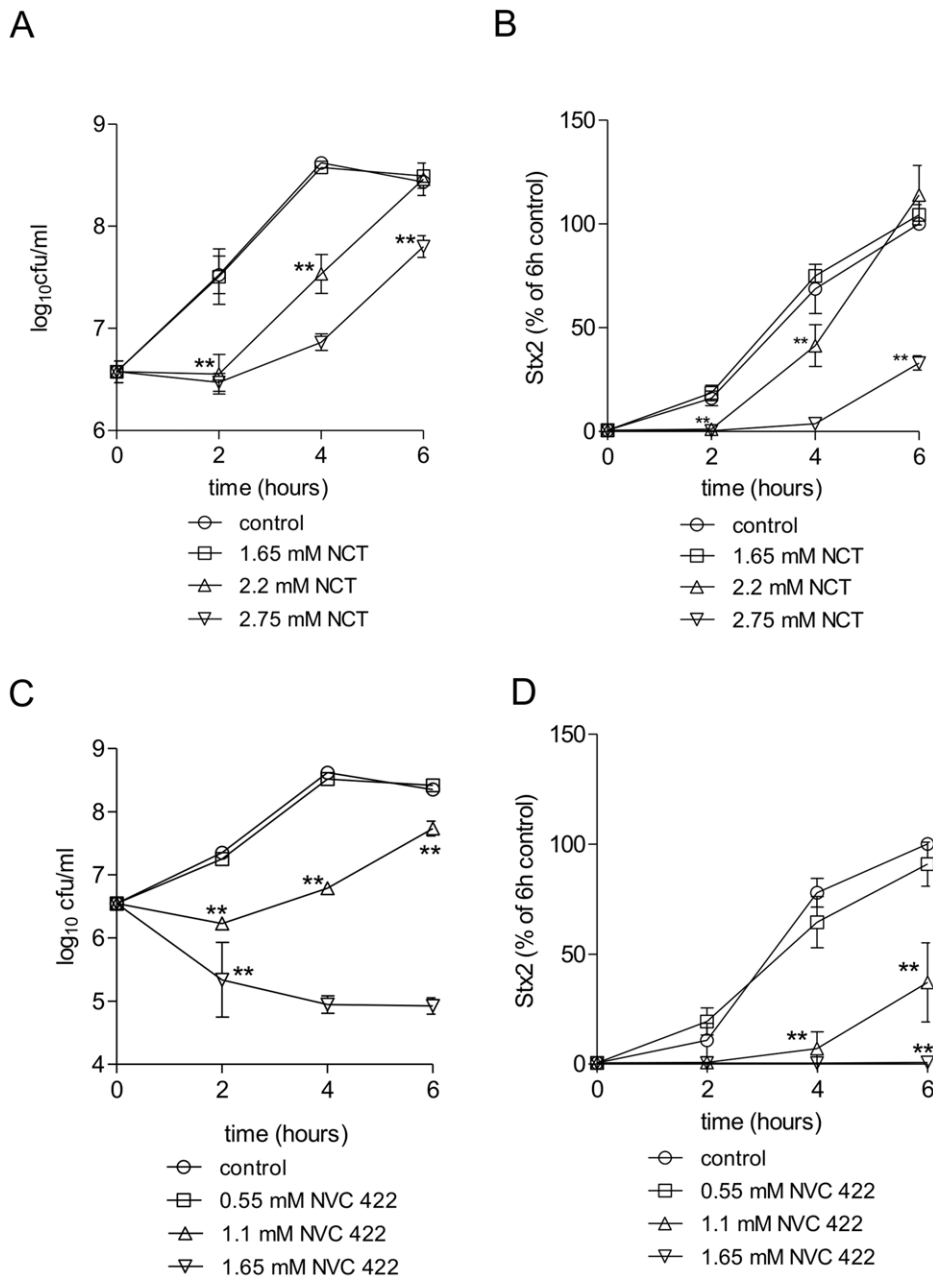 A
log₁₀cfu/ml
9
8
7
6
0 2 4 6
time (hours)
control
1.65 mM NCT
2.2 mM NCT
2.75 mM NCT
**
**
**
B
Stx2 (% of 6h control)
150
100
50
0
0 2 4 6
time (hours)
control
1.65 mM NCT
2.2 mM NCT
2.75 mM NCT
**
**
**
C
log₁₀ cfu/ml
9
8
7
6
5
4
0 2 4 6
time (hours)
control
0.55 mM NVC 422
1.1 mM NVC 422
1.65 mM NVC 422
**
**
**
**
D
Stx2 (% of 6h control)
150
100
50
0
0 2 4 6
time (hours)
control
0.55 mM NVC 422
1.1 mM NVC 422
1.65 mM NVC 422
**
**
**